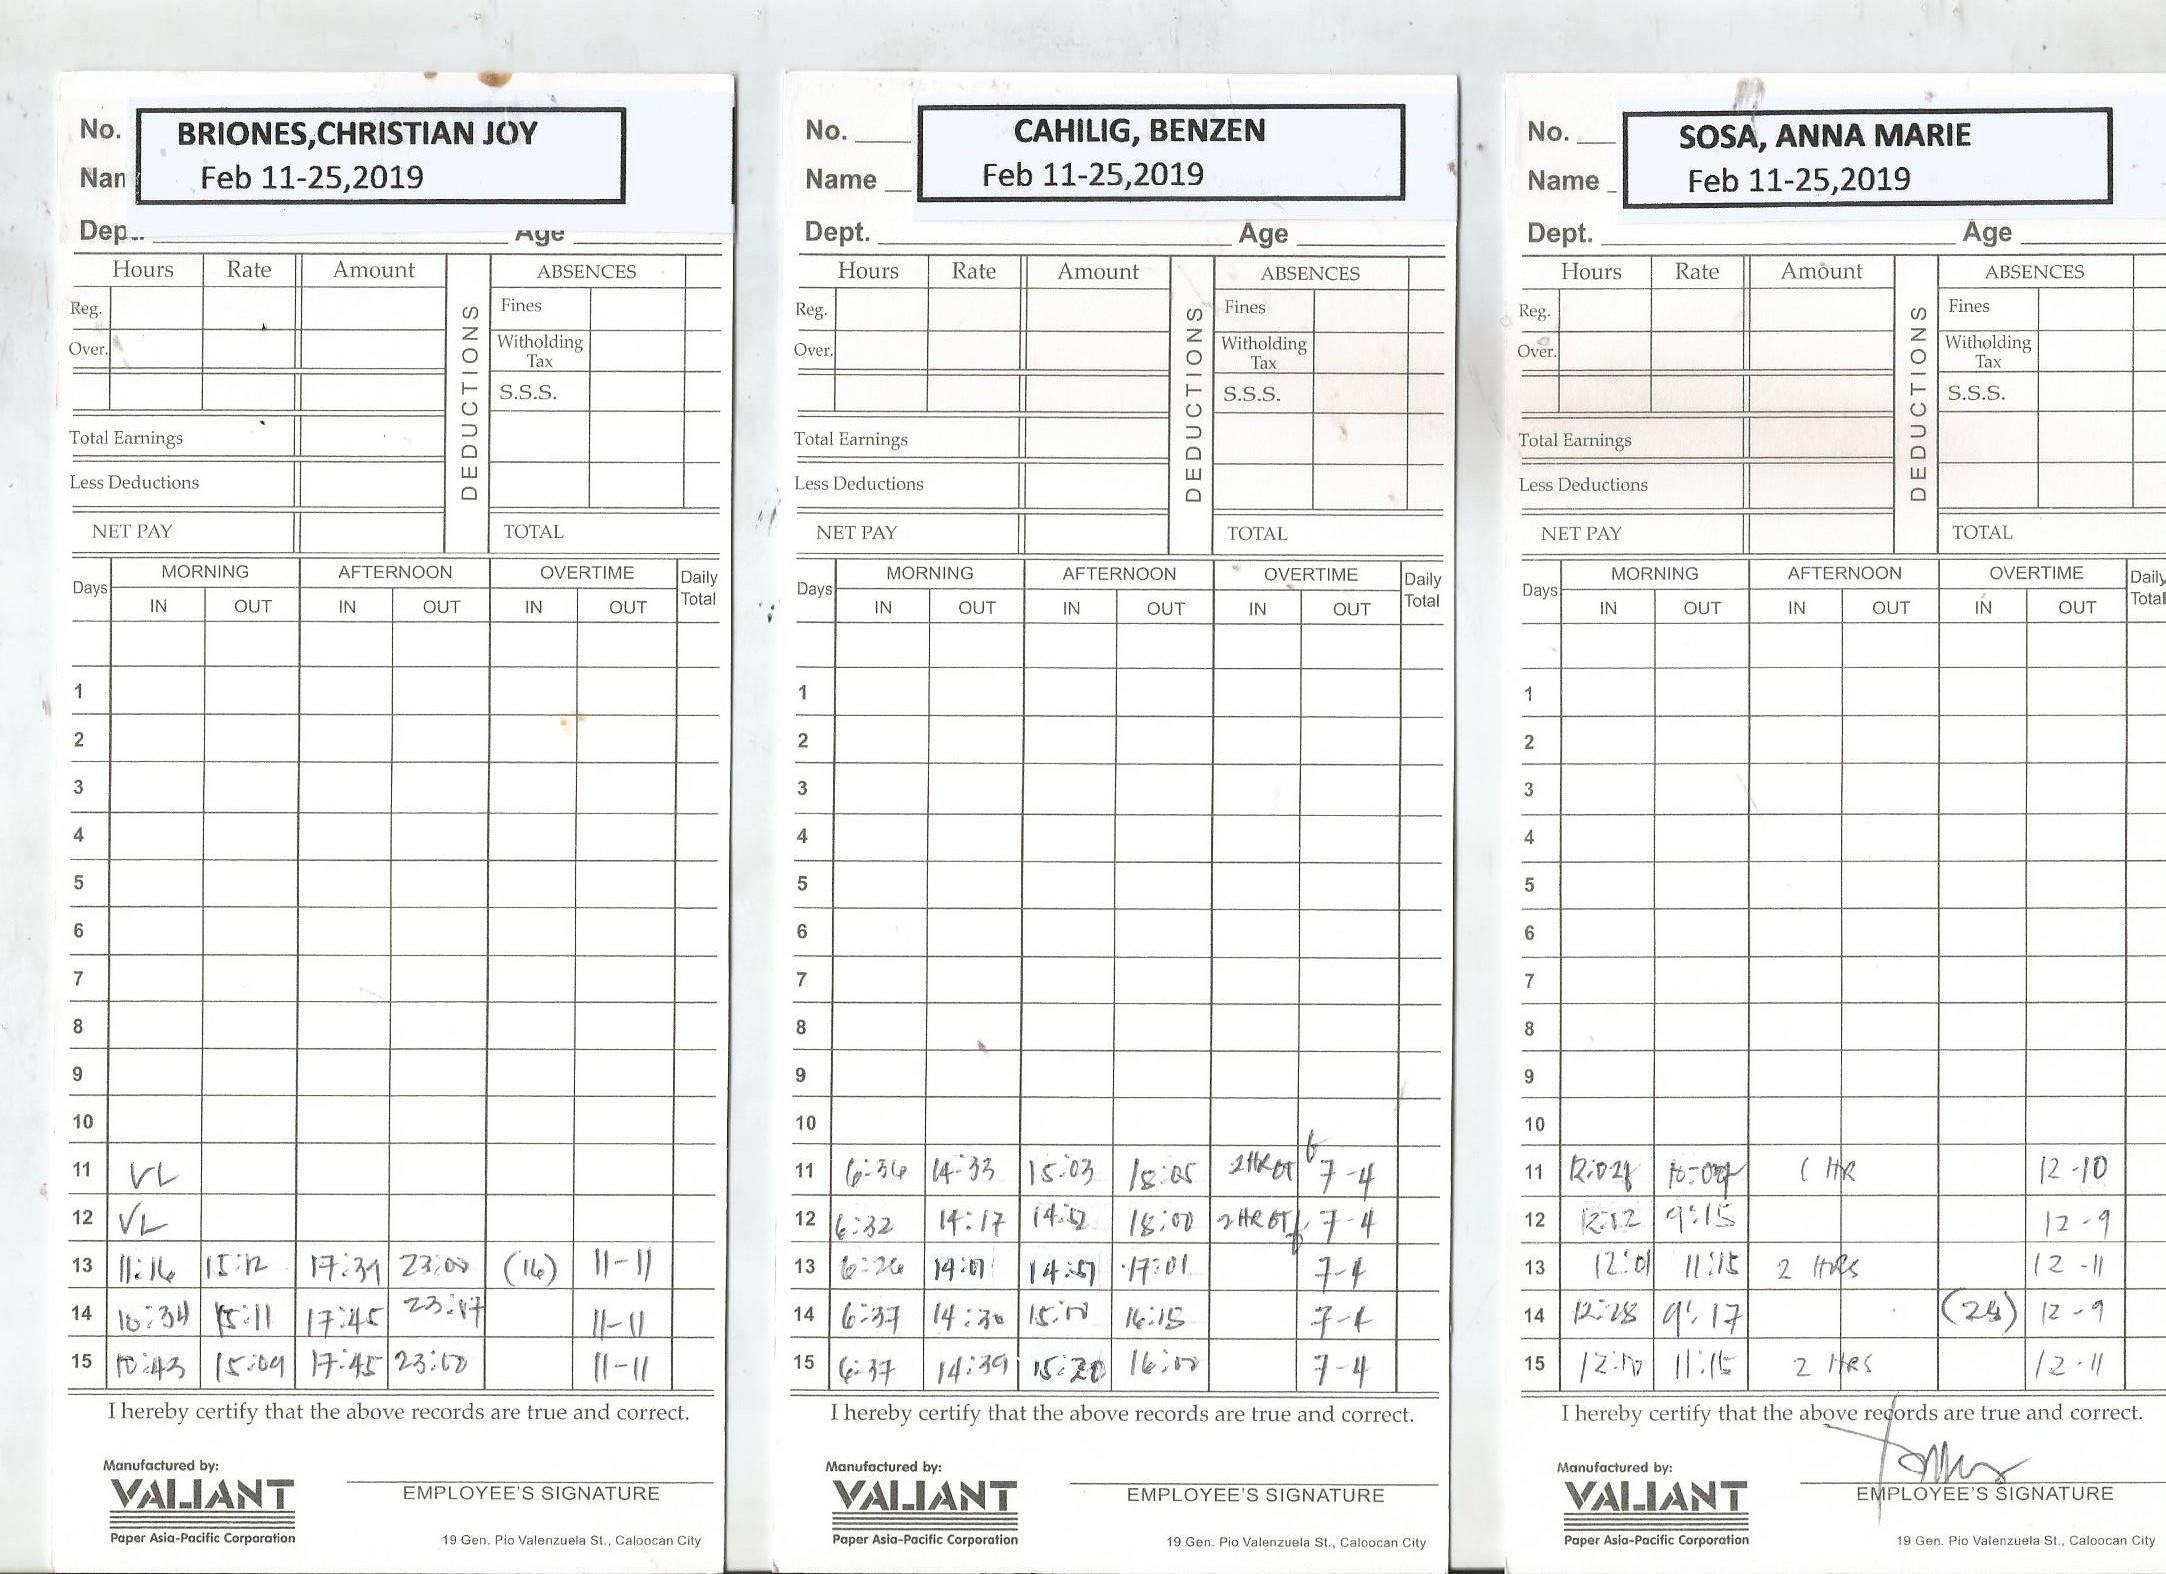 No.
BRIONES,CHRISTIAN JOY
Nan
Feb 11-25,2019
Dep.. Age
Hours Rate Amount DEDUCTIONS ABSENCES
Reg. Fines
Over. Witholding Tax
S.S.S.
Total Earnings
Less Deductions
NET PAY TOTAL
Days MORNING AFTERNOON OVERTIME Daily Total
IN OUT IN OUT IN OUT
1
2
3
4
5
6
7
8
9
10
11 VL
12 VL
13 11:16 15:12 17:39 23:00 (16) 11-11
14 10:34 15:11 17:45 23:17 11-11
15 10:43 15:09 17:45 23:00 11-11
I hereby certify that the above records are true and correct.
Manufactured by:
VALIANT
EMPLOYEE'S SIGNATURE
Paper Asia-Pacific Corporation
19 Gen. Pio Valenzuela St., Caloocan City
No.
CAHILIG, BENZEN
Name
Feb 11-25,2019
Dept. Age
Hours Rate Amount DEDUCTIONS ABSENCES
Reg. Fines
Over. Witholding Tax
S.S.S.
Total Earnings
Less Deductions
NET PAY TOTAL
Days MORNING AFTERNOON OVERTIME Daily Total
IN OUT IN OUT IN OUT
1
2
3
4
5
6
7
8
9
10
11 6:36 14:33 15:03 18:05 2HR OT 7-4
12 6:32 14:17 14:52 18:00 2HR OT 7-4
13 6:26 14:01 14:51 17:01 7-4
14 6:37 14:30 15:10 16:15 7-4
15 6:37 14:39 15:20 16:00 7-4
I hereby certify that the above records are true and correct.
Manufactured by:
VALIANT
EMPLOYEE'S SIGNATURE
Paper Asia-Pacific Corporation
19 Gen. Pio Valenzuela St., Caloocan City
No.
SOSA, ANNA MARIE
Name
Feb 11-25,2019
Dept. Age
Hours Rate Amount DEDUCTIONS ABSENCES
Reg. Fines
Over. Witholding Tax
S.S.S.
Total Earnings
Less Deductions
NET PAY TOTAL
Days MORNING AFTERNOON OVERTIME Daily Total
IN OUT IN OUT IN OUT
1
2
3
4
5
6
7
8
9
10
11 1 HR 12-10
12 12:12 9:15 12-9
13 12:01 11:15 2 HRS 12-11
14 12:28 9:17 (28) 12-9
15 12:10 11:15 2 HRS 12-11
I hereby certify that the above records are true and correct.
Manufactured by:
VALIANT
EMPLOYEE'S SIGNATURE
Paper Asia-Pacific Corporation
19 Gen. Pio Valenzuela St., Caloocan City